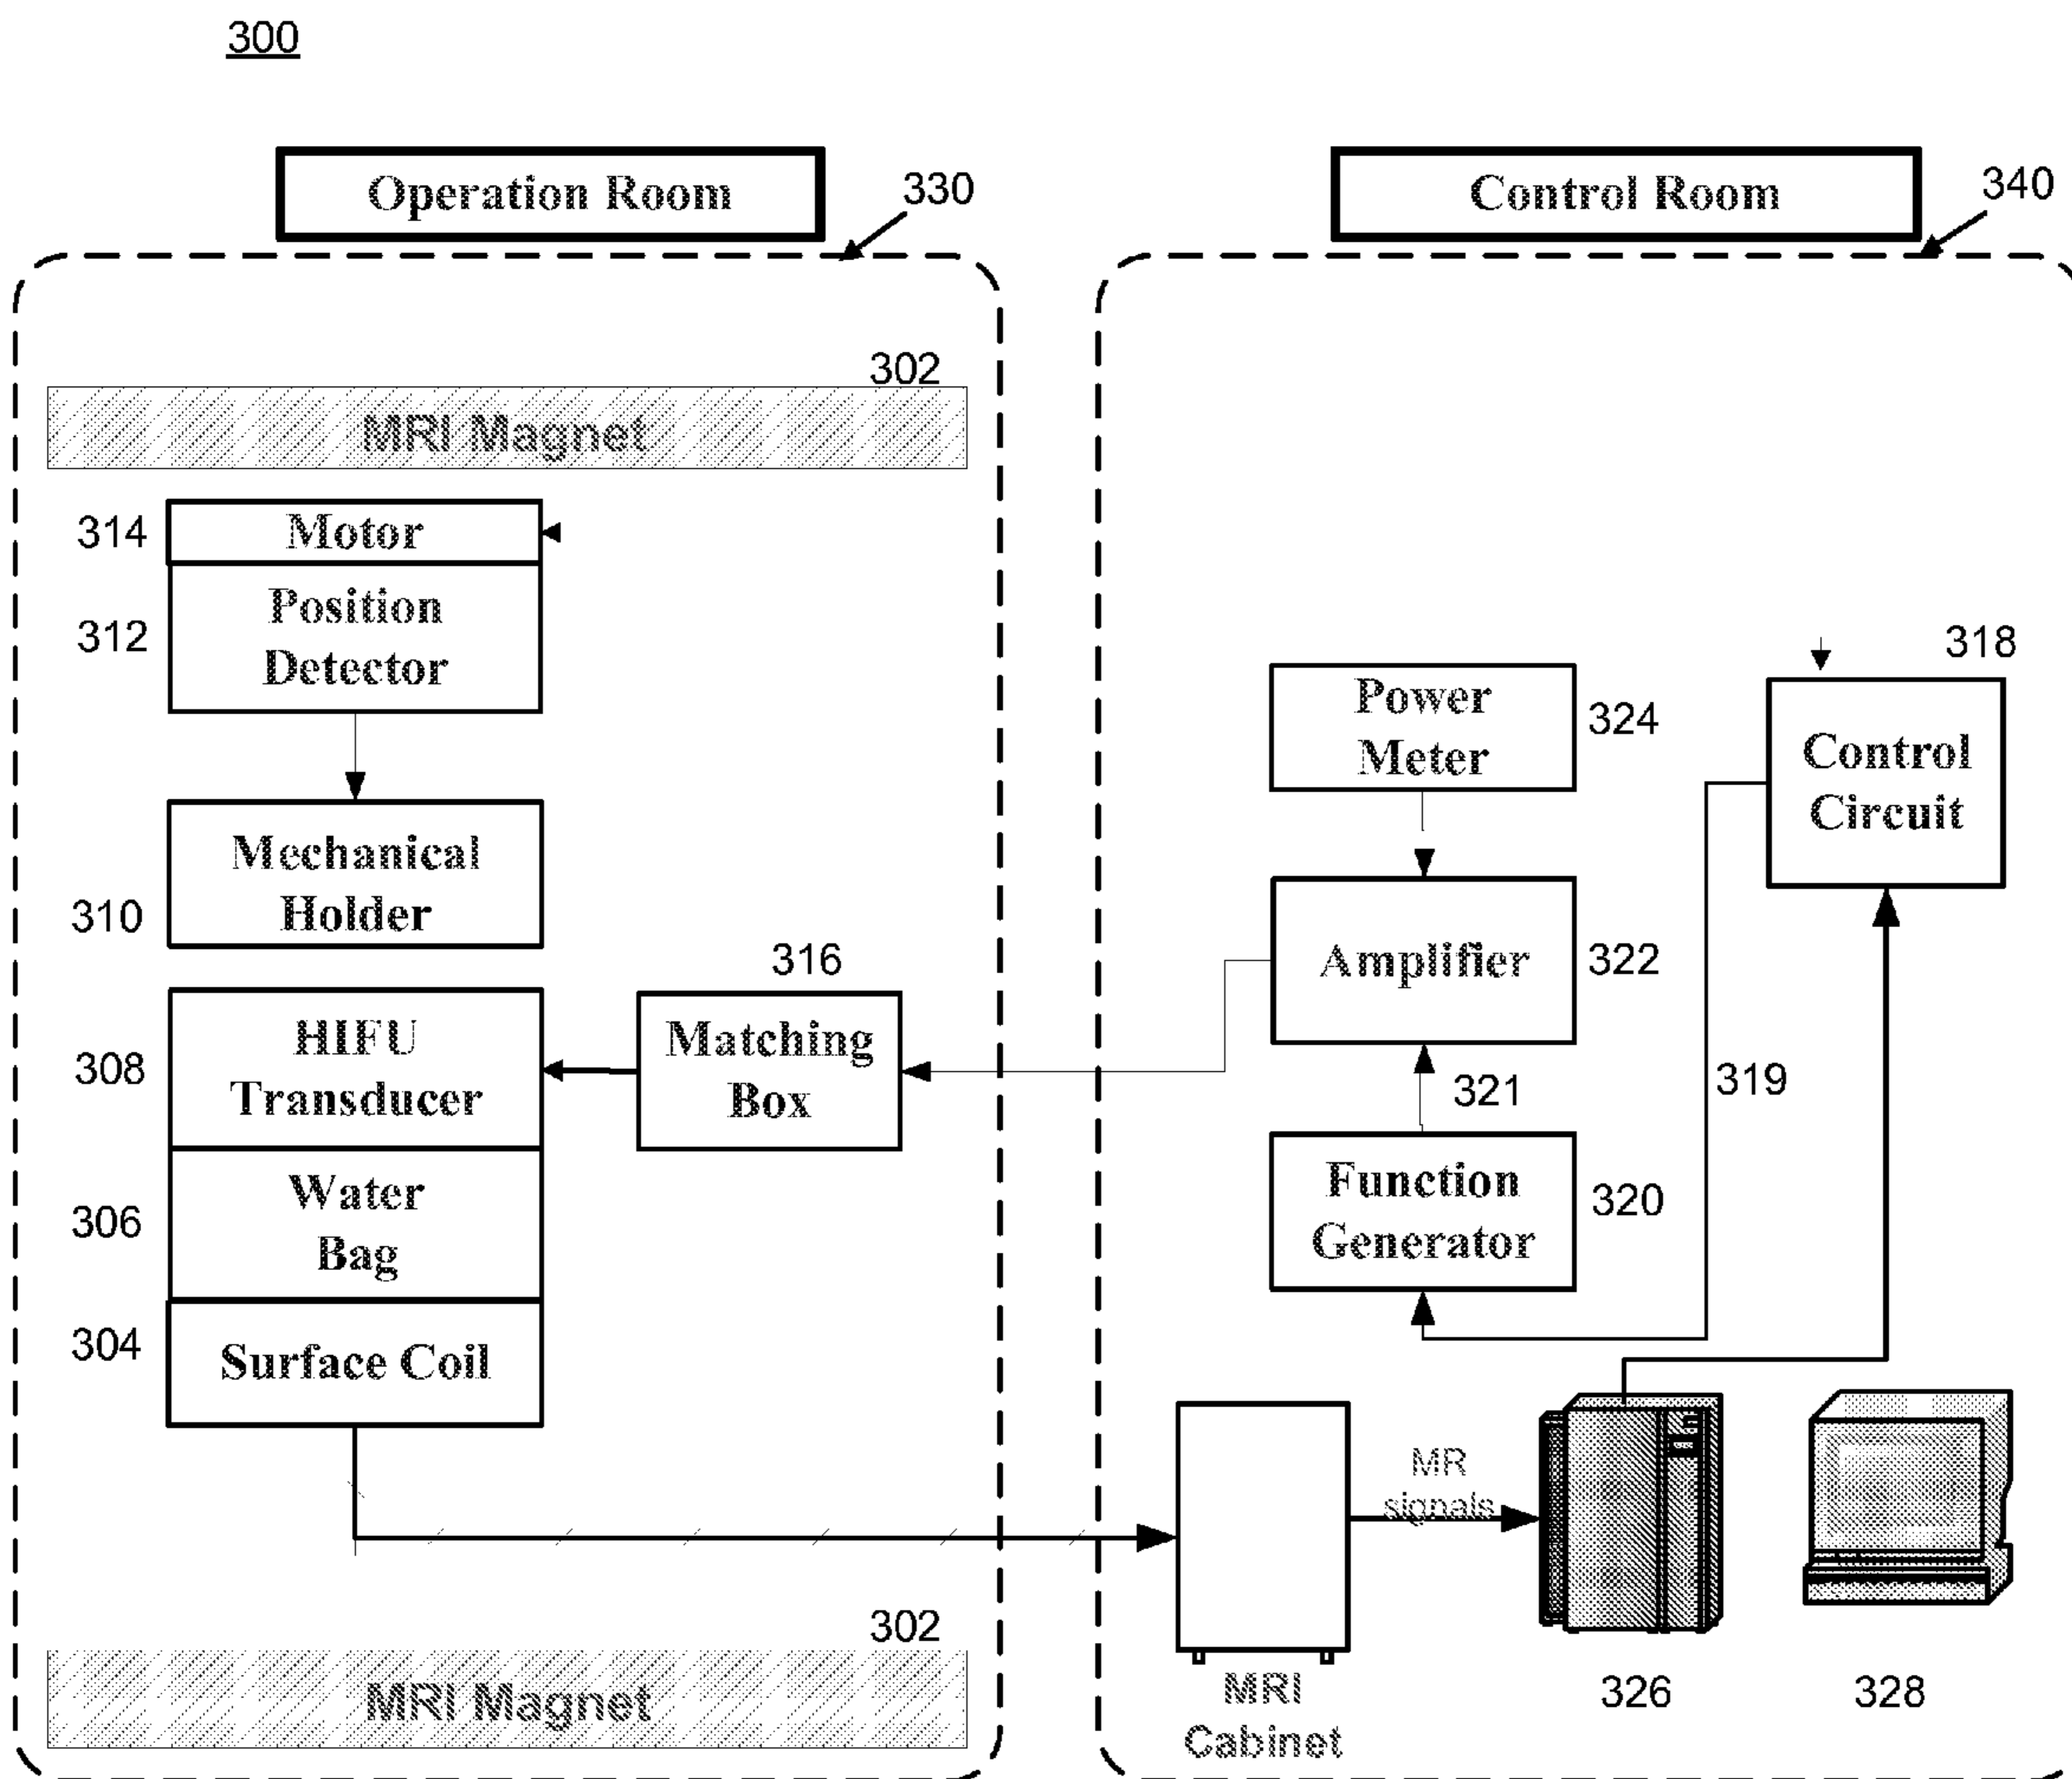 300
Operation Room
330
Control Room
340
302
MRI Magnet
314
Motor
312
Position
Detector
310
Mechanical
Holder
316
308
HIFU
Transducer
Matching
Box
306
Water
Bag
304
Surface Coil
302
MRI Magnet
Power
Meter
324
318
Control
Circuit
Amplifier
322
321
319
Function
Generator
320
MR
signals
MRI
Cabinet
326
328